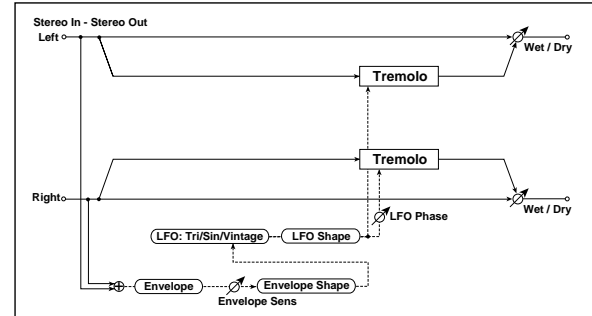 Stereo In - Stereo Out
Left
Wet / Dry
Tremolo
Tremolo
Right
Wet / Dry
LFO Phase
LFO: Tri/Sin/Vintage
LFO Shape
Envelope
Envelope Shape
Envelope Sens